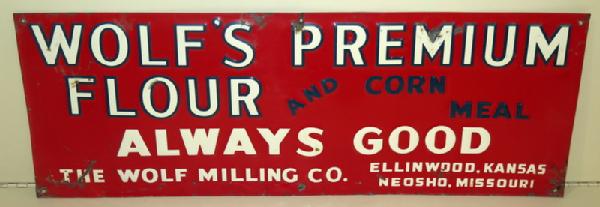 WOLF'S PREMIUM
FLOUR AND CORN MEAL
ALWAYS GOOD
THE WOLF MILLING CO. ELLINWOOD, KANSAS
NEOSHO, MISSOURI